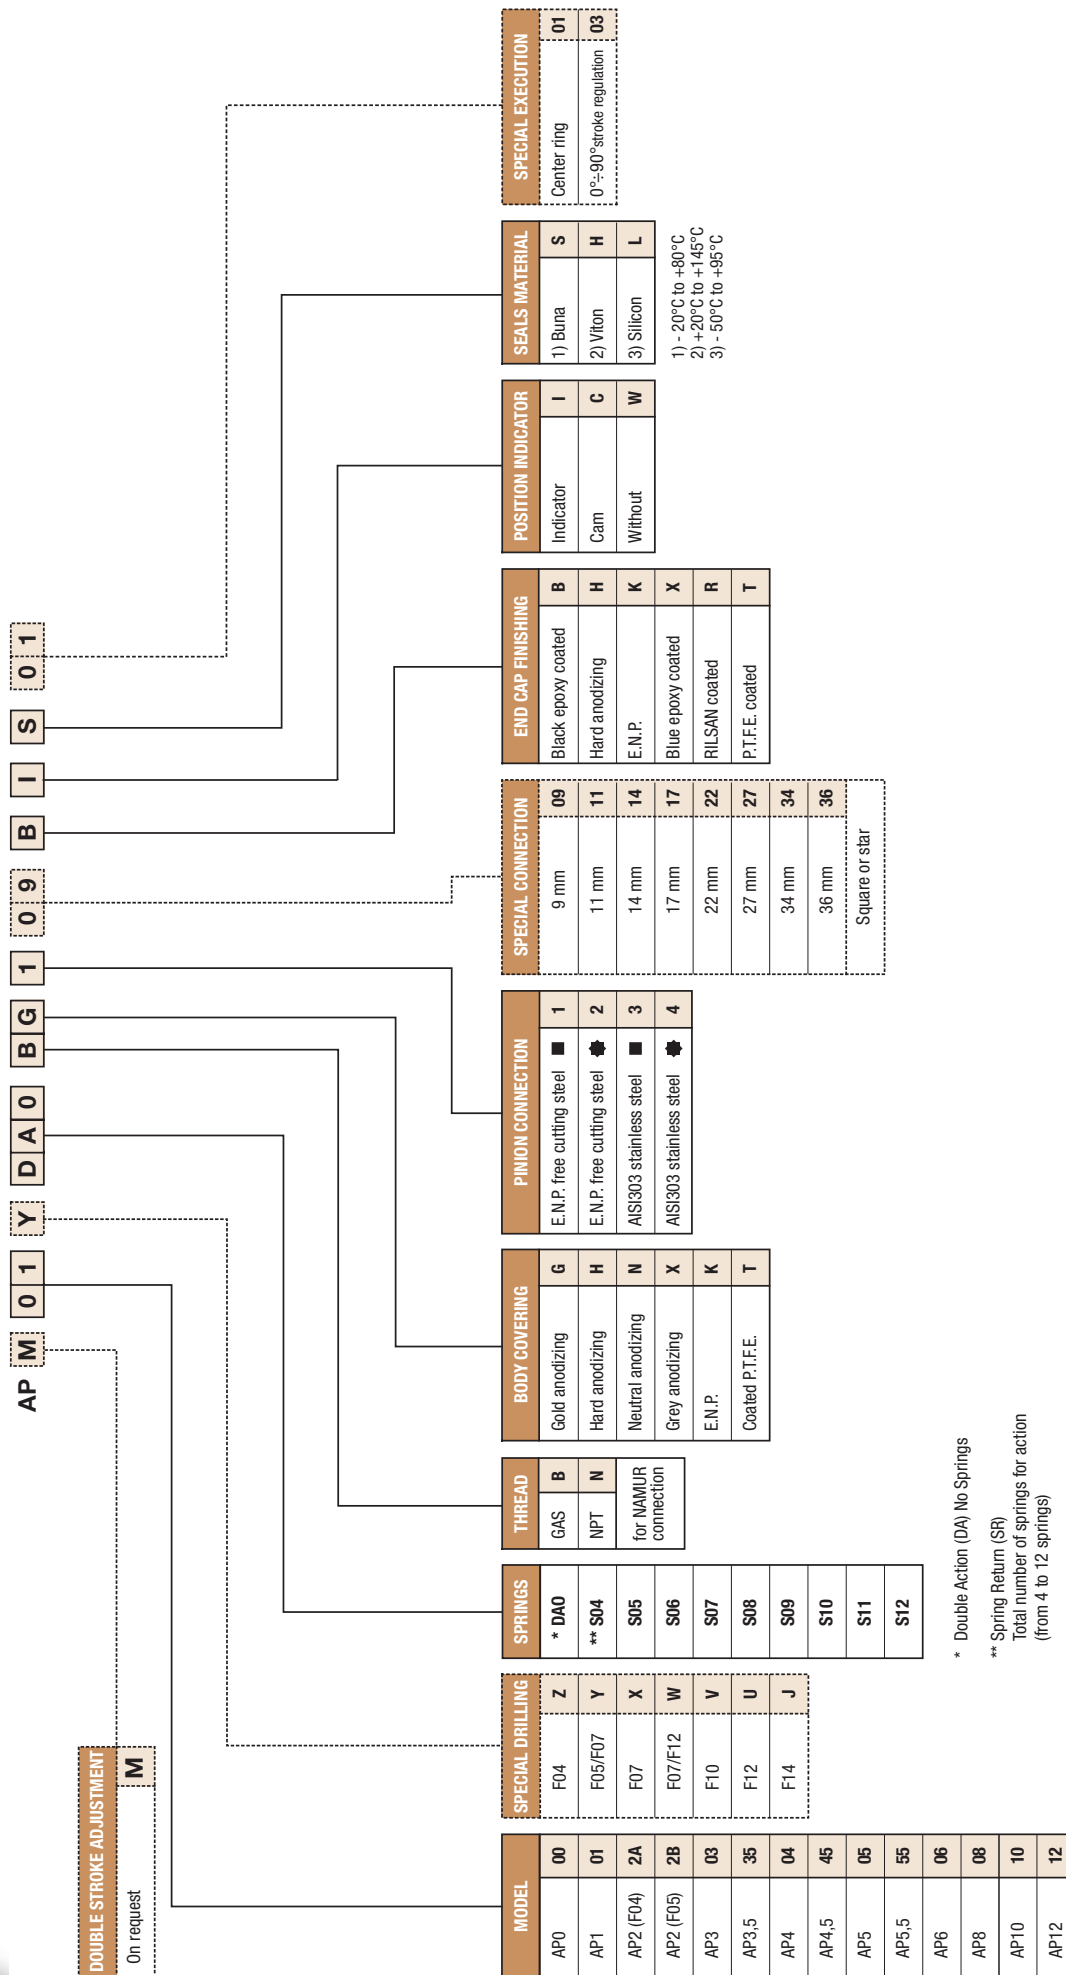 AP M 0 1 Y D A 0 B G 1 0 9 B I S 0 1
DOUBLE STROKE ADJUSTMENT
On request M
MODEL
AP0 00
AP1 01
AP2 (F04) 2A
AP2 (F05) 2B
AP3 03
AP3,5 35
AP4 04
AP4,5 45
AP5 05
AP5,5 55
AP6 06
AP8 08
AP10 10
AP12 12
SPECIAL DRILLING
F04 Z
F05/F07 Y
F07 X
F07/F12 W
F10 V
F12 U
F14 J
SPRINGS
* DA0
** S04
S05
S06
S07
S08
S09
S10
S11
S12
* Double Action (DA) No Springs
** Spring Return (SR)
Total number of springs for action
(from 4 to 12 springs)
THREAD
GAS B
NPT N
for NAMUR
connection
BODY COVERING
Gold anodizing G
Hard anodizing H
Neutral anodizing N
Grey anodizing X
E.N.P. K
Coated P.T.F.E. T
PINION CONNECTION
E.N.P. free cutting steel 1
E.N.P. free cutting steel 2
AISI303 stainless steel 3
AISI303 stainless steel 4
SPECIAL CONNECTION
9 mm 09
11 mm 11
14 mm 14
17 mm 17
22 mm 22
27 mm 27
34 mm 34
36 mm 36
Square or star
END CAP FINISHING
Black epoxy coated B
Hard anodizing H
E.N.P. K
Blue epoxy coated X
RILSAN coated R
P.T.F.E. coated T
POSITION INDICATOR
Indicator I
Cam C
Without W
SEALS MATERIAL
1) Buna S
2) Viton H
3) Silicon L
1) - 20°C to +80°C
2) +20°C to +145°C
3) - 50°C to +95°C
SPECIAL EXECUTION
Center ring 01
0°÷90°stroke regulation 03